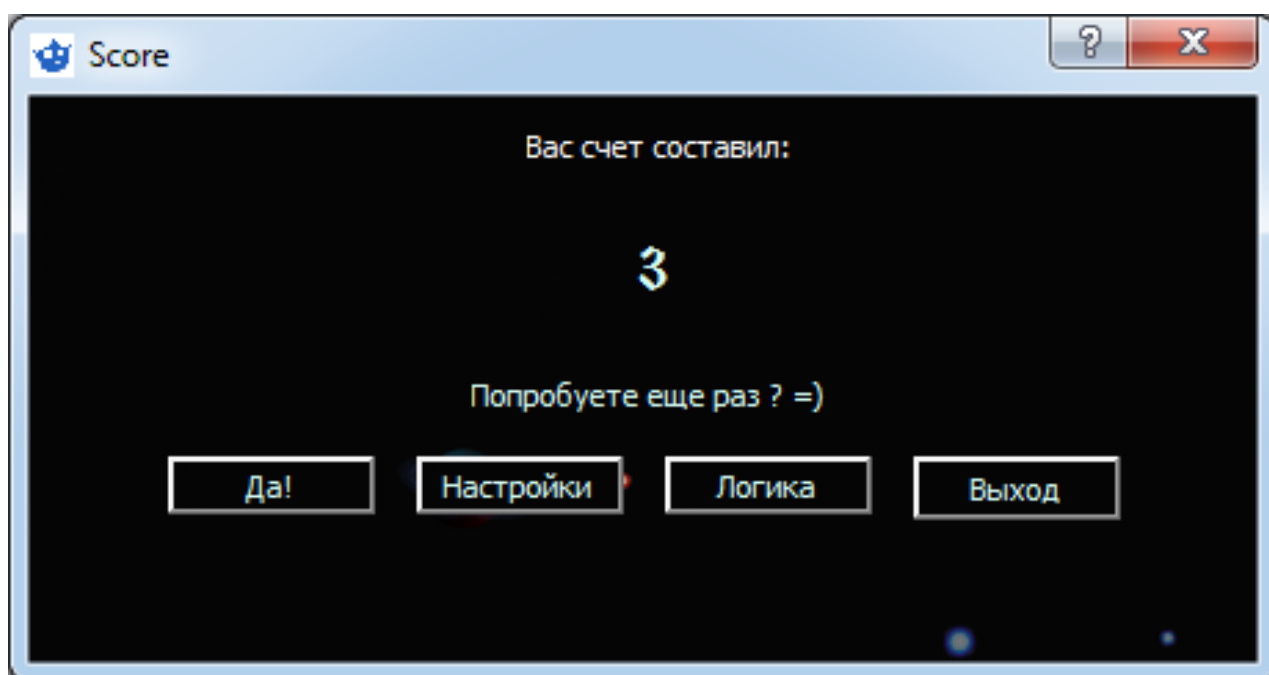 Score
Вас счет составил:
3
Попробуете еще раз ? =)
Да! Настройки Логика Выход